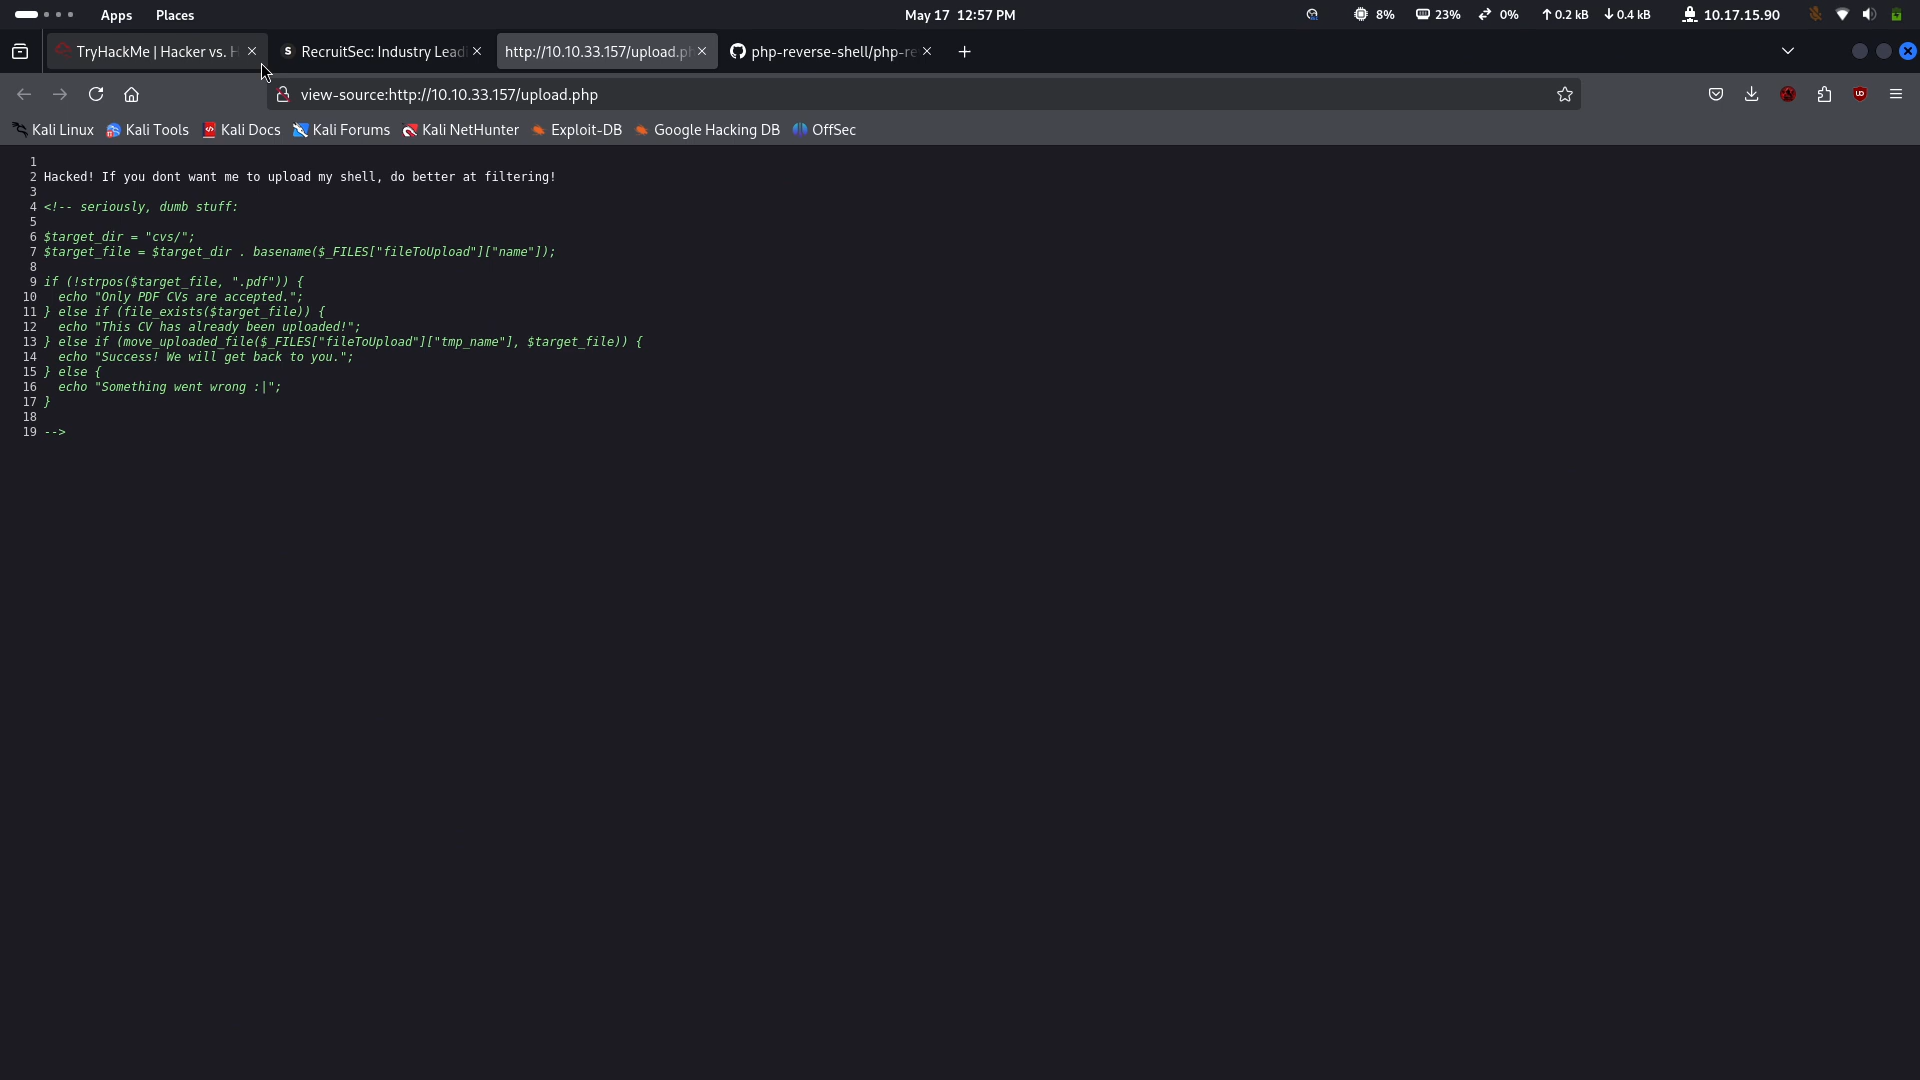 Apps Places May 17 12:57 PM 8% 23% 0% 0.2 kB 0.4 kB 10.17.15.90
TryHackMe | Hacker vs. H RecruitSec: Industry Lead http://10.10.33.157/upload.ph php-reverse-shell/php-re
view-source:http://10.10.33.157/upload.php
Kali Linux Kali Tools Kali Docs Kali Forums Kali NetHunter Exploit-DB Google Hacking DB OffSec
1
2 Hacked! If you dont want me to upload my shell, do better at filtering!
3
4 <!-- seriously, dumb stuff:
5
6 $target_dir = "cvs/";
7 $target_file = $target_dir . basename($_FILES["fileToUpload"]["name"]);
8
9 if (!strpos($target_file, ".pdf")) {
10   echo "Only PDF CVs are accepted.";
11 } else if (file_exists($target_file)) {
12   echo "This CV has already been uploaded!";
13 } else if (move_uploaded_file($_FILES["fileToUpload"]["tmp_name"], $target_file)) {
14   echo "Success! We will get back to you.";
15 } else {
16   echo "Something went wrong :|";
17 }
18
19 -->